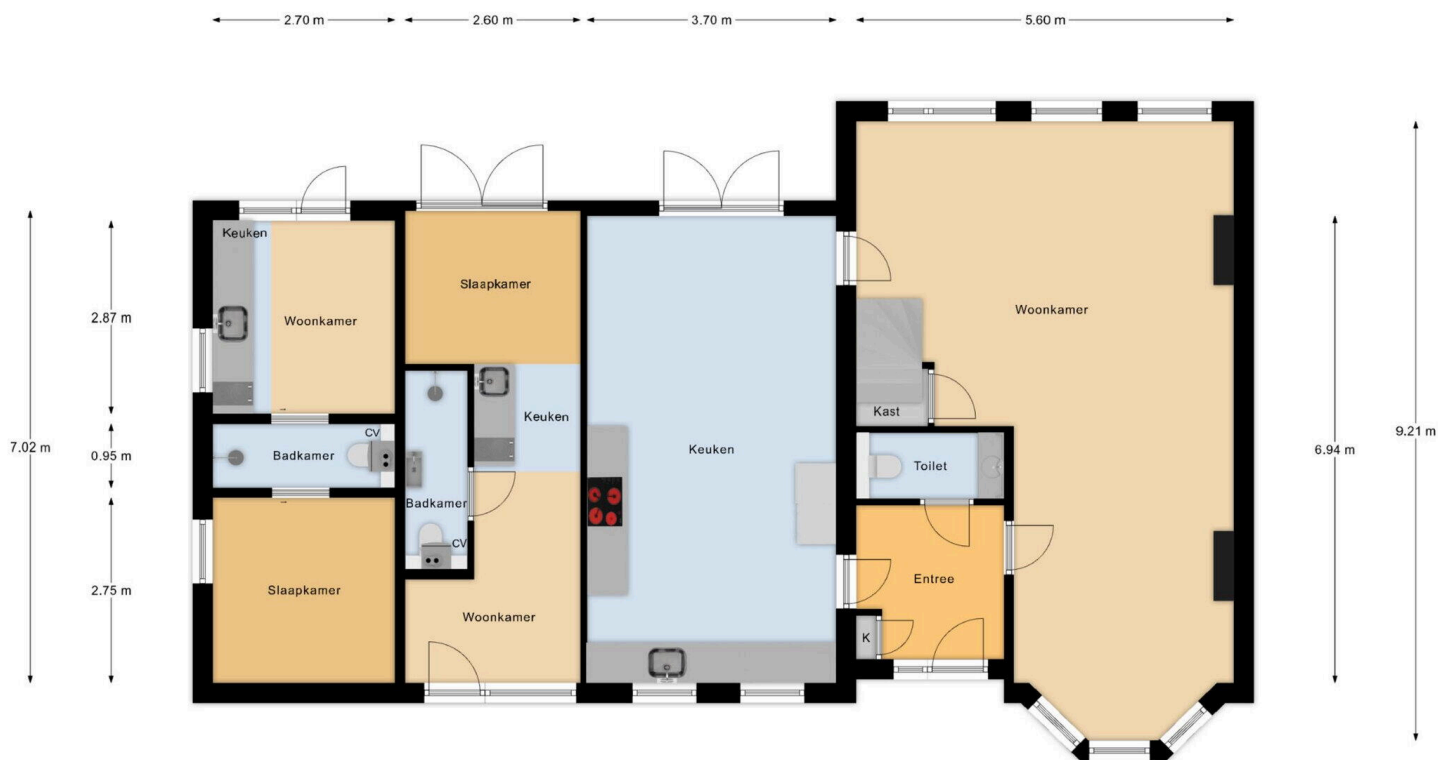 2.70 m
2.60 m
3.70 m
5.60 m
Keuken
Slaapkamer
Woonkamer
Woonkamer
2.87 m
Keuken
Kast
CV
7.02 m
0.95 m
Badkamer
Keuken
6.94 m
9.21 m
Toilet
Badkamer
CV
2.75 m
Slaapkamer
Entree
Woonkamer
K